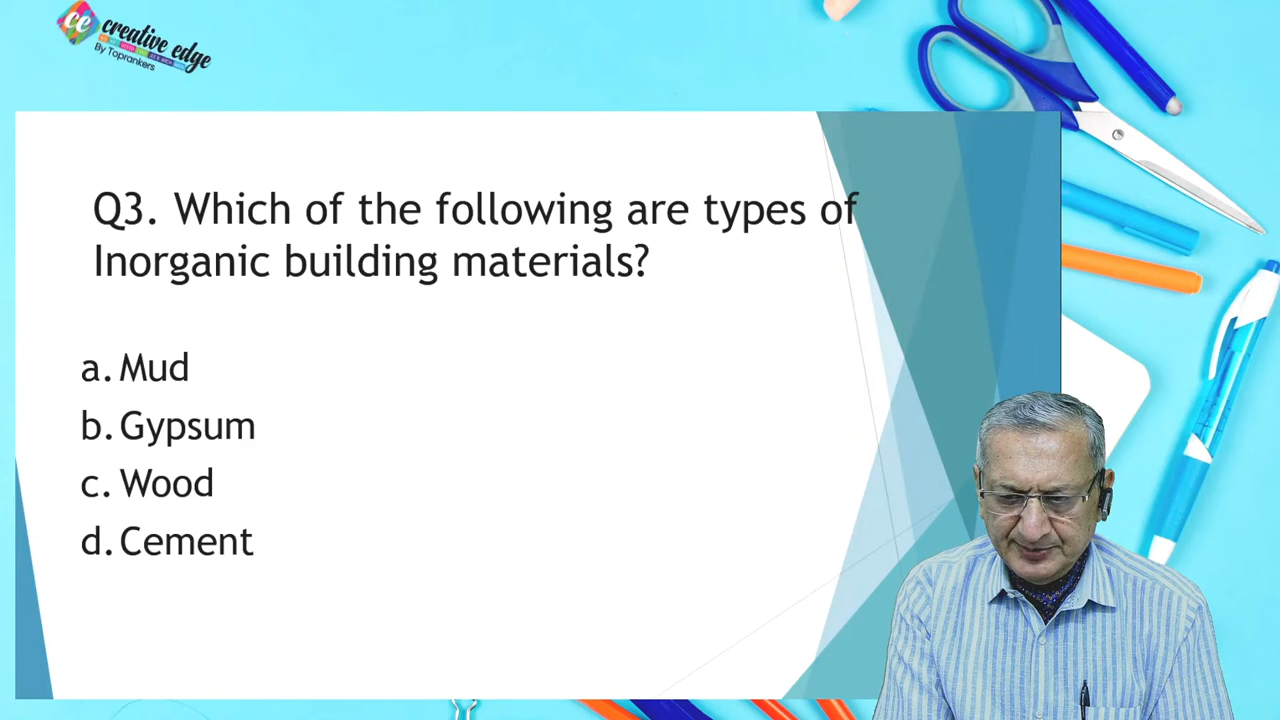 cc creative edge
By Toprankers
Q3. Which of the following are types of
Inorganic building materials?
a. Mud
b. Gypsum
c. Wood
d. Cement